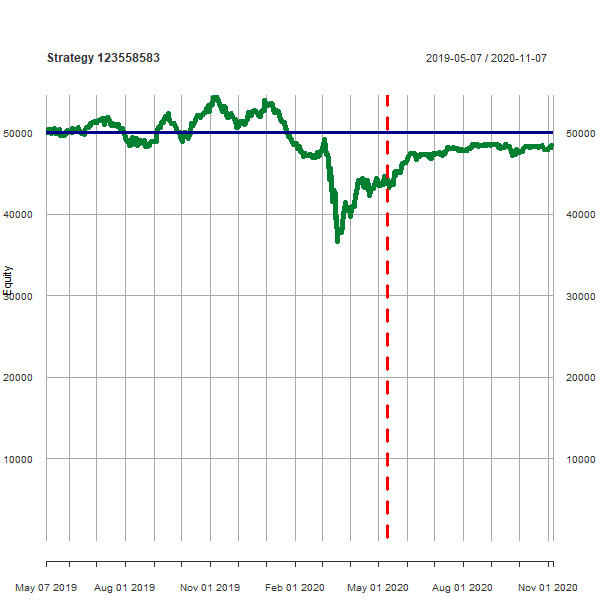 Strategy 123558583
2019-05-07 / 2020-11-07
50000
50000
40000
40000
Equity
30000
30000
20000
20000
10000
10000
May 07 2019
Aug 01 2019
Nov 01 2019
Feb 01 2020
May 01 2020
Aug 01 2020
Nov 01 2020